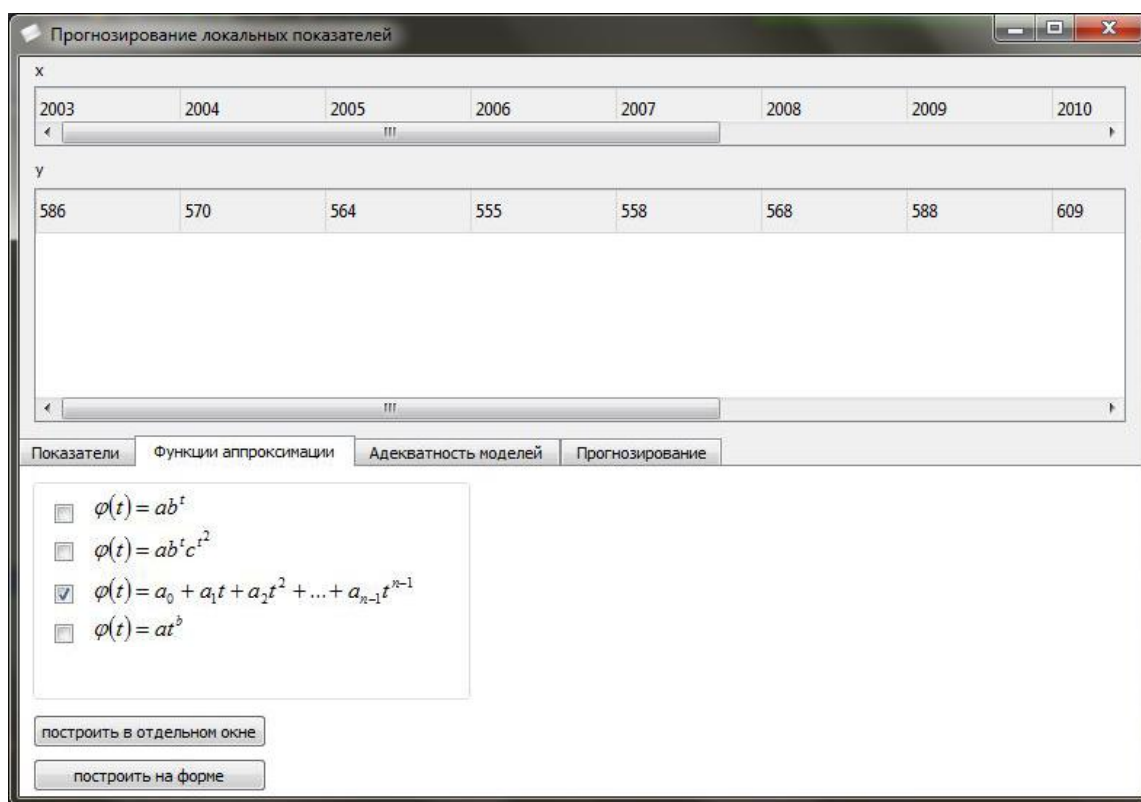 Прогнозирование локальных показателей
x
2003 2004 2005 2006 2007 2008 2009 2010
y
586 570 564 555 558 568 588 609
Показатели Функции аппроксимации Адекватность моделей Прогнозирование
φ(t) = ab^t
φ(t) = ab^t c^{t^2}
φ(t) = a_0 + a_1 t + a_2 t^2 + ... + a_{n-1} t^{n-1}
φ(t) = at^b
построить в отдельном окне
построить на форме